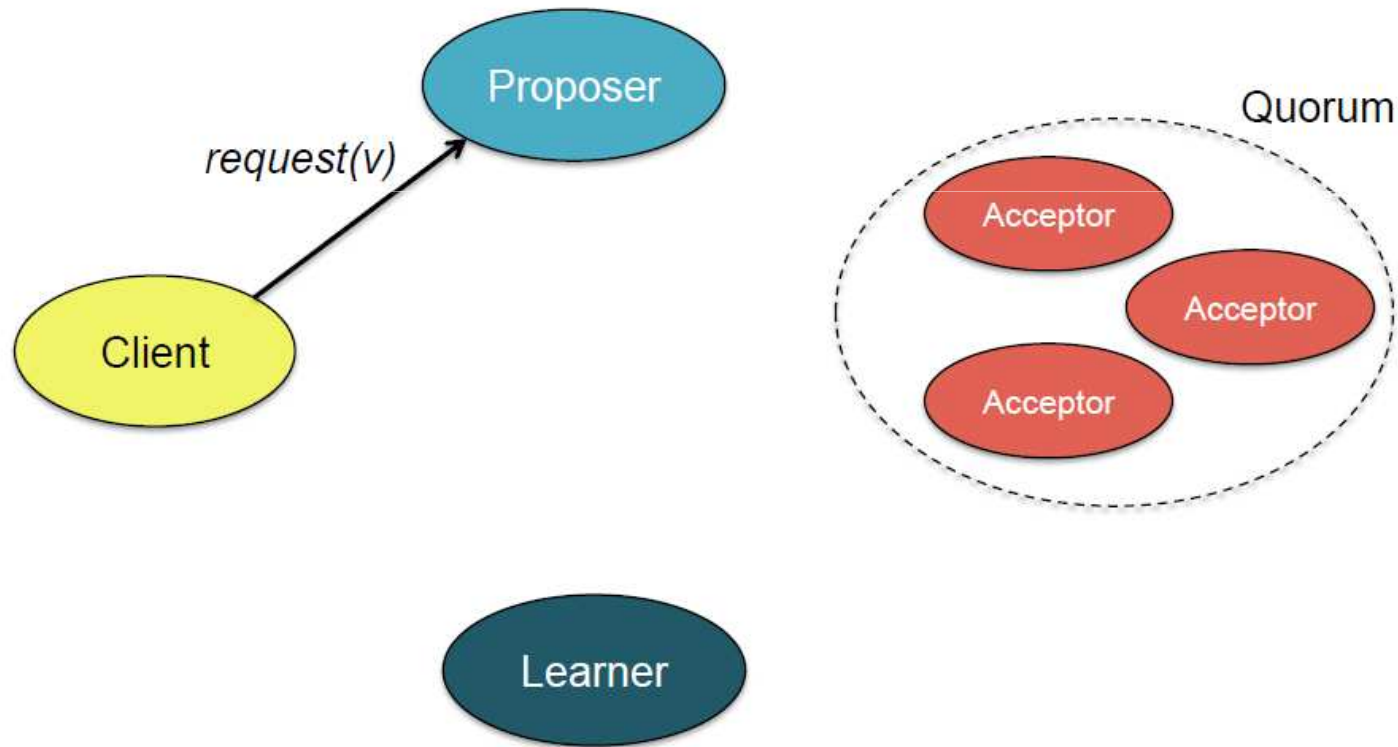 Proposer
Quorum
request(v)
Acceptor
Acceptor
Client
Acceptor
Learner